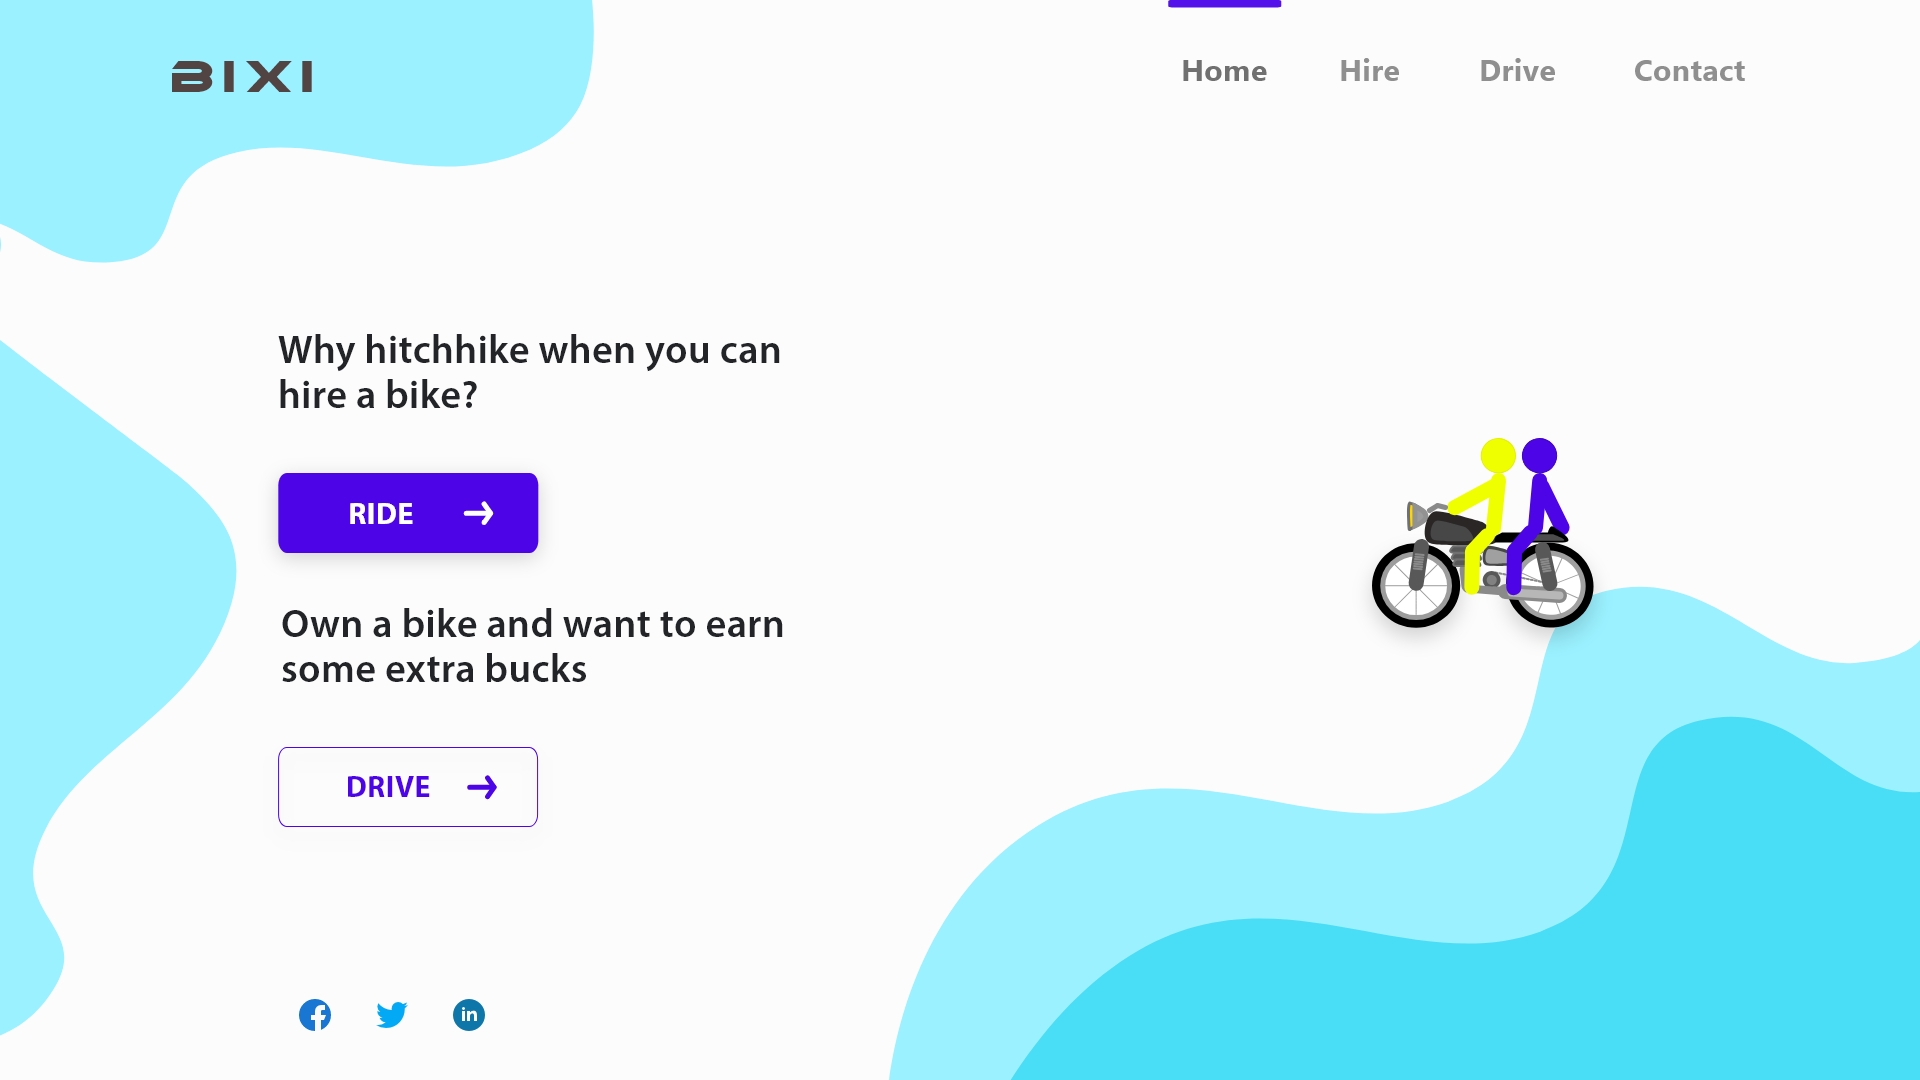 BIXI
Home Hire Drive Contact
Why hitchhike when you can
hire a bike?
RIDE
Own a bike and want to earn
some extra bucks
DRIVE
in